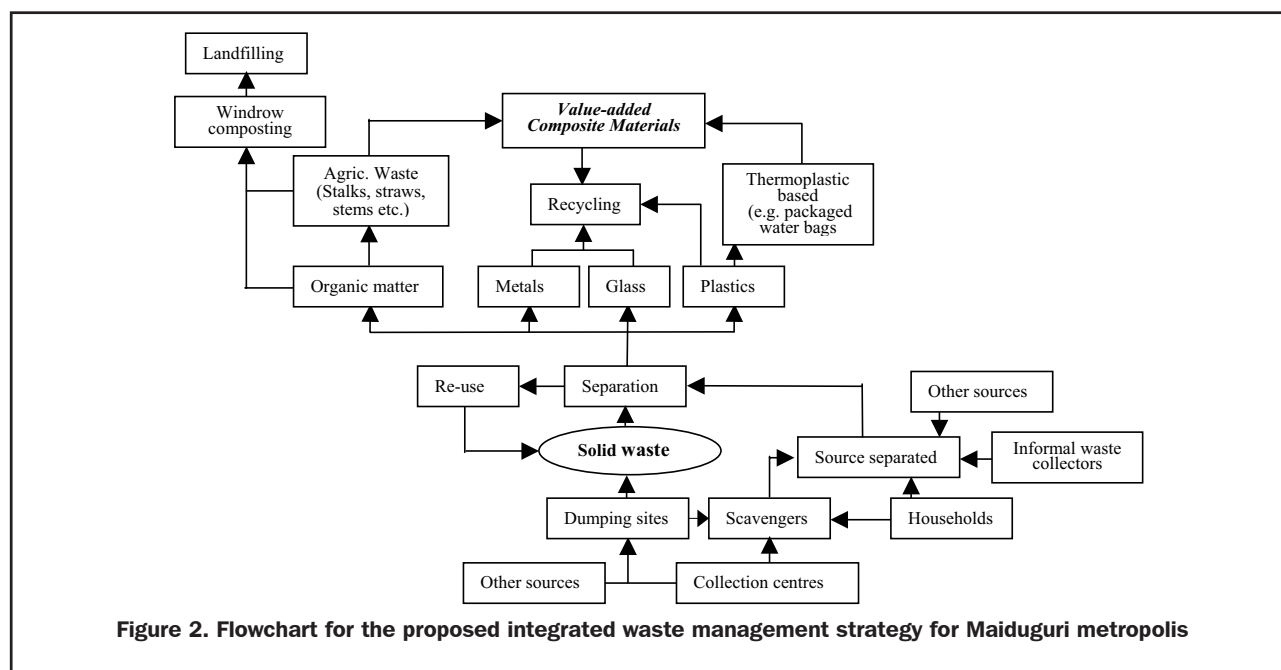 Landfilling
Windrow
composting
Value-added
Composite Materials
Agric. Waste
(Stalks, straws,
stems etc.)
Recycling
Thermoplastic
based
(e.g. packaged
water bags
Organic matter
Metals
Glass
Plastics
Re-use
Separation
Other sources
Solid waste
Source separated
Informal waste
collectors
Dumping sites
Scavengers
Households
Other sources
Collection centres
Figure 2. Flowchart for the proposed integrated waste management strategy for Maiduguri metropolis